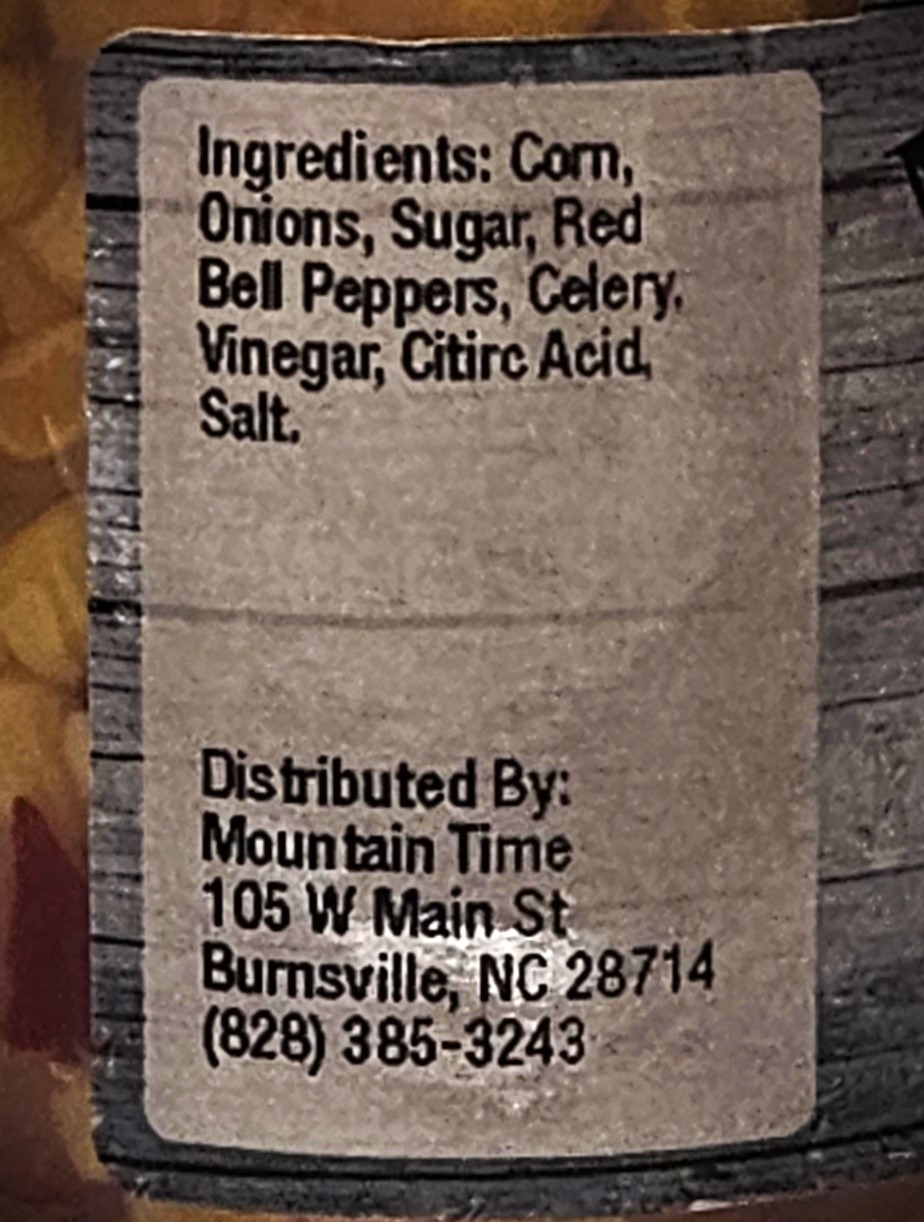 Ingredients: Corn,
Onions, Sugar, Red
Bell Peppers, Celery,
Vinegar, Citirc Acid,
Salt.
Distributed By:
Mountain Time
105 W Main St
Burnsville, NC 28714
(828) 385-3243